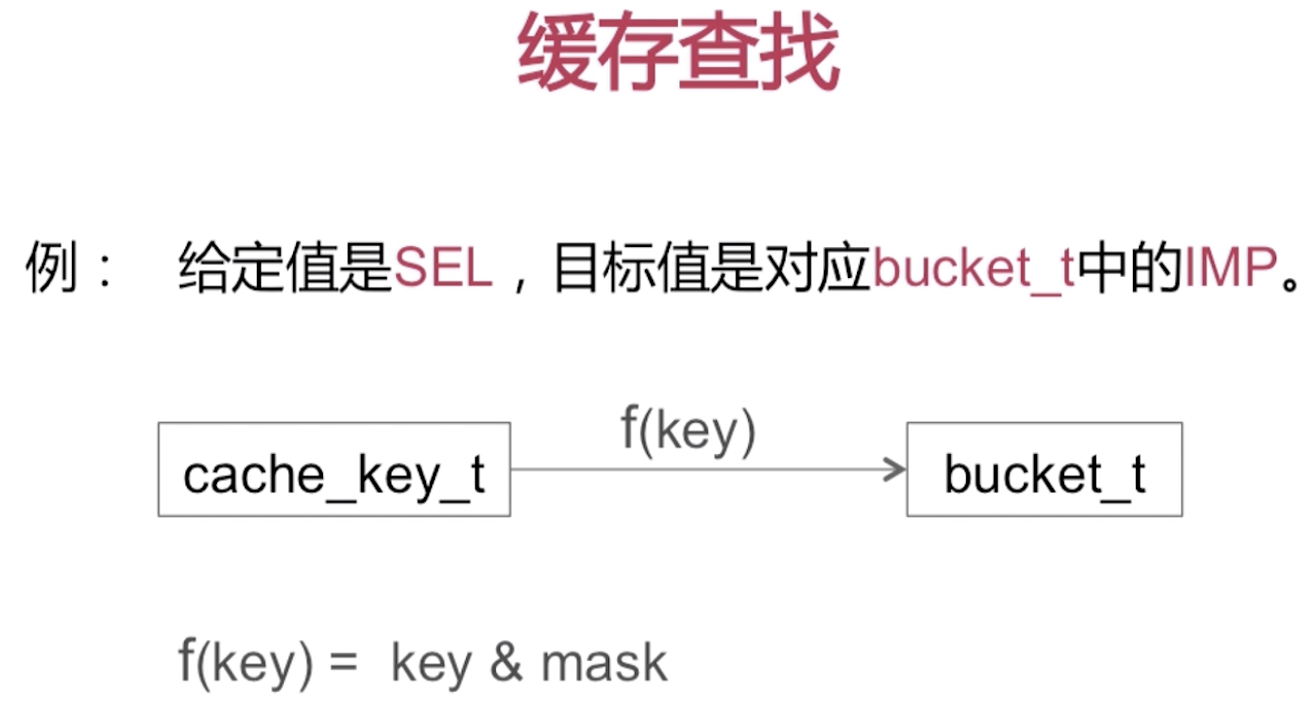 缓存查找
例： 给定值是SEL，目标值是对应bucket_t中的IMP。
f(key)
cache_key_t
bucket_t
f(key) = key & mask